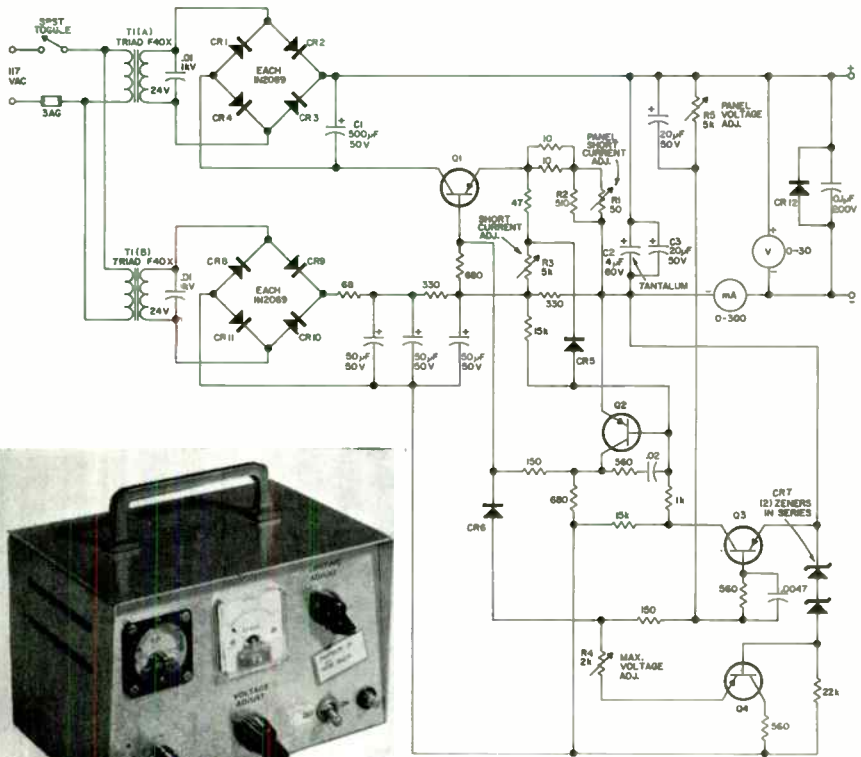 SPST
TOGGLE
117
VAC
3AG
T1(A)
TRIAD F40X
.01
1kV
24V
CR1
CR2
EACH
1N2069
CR4
CR3
+
C1
500µF
50V
Q1
10
10
PANEL
SHORT
CURRENT
ADJ.
R2
510
R1
50
47
SHORT
CURRENT
ADJ.
R3
5k
680
+
20µF
50V
R5
5k
PANEL
VOLTAGE
ADJ.
+
C2
4µF
60V
+
C3
20µF
50V
TANTALUM
CR12
0.1µF
200V
+
V
0-30
-
-
mA
+
0-300
+
-
T1(B)
TRIAD F40X
.01
1kV
24V
CR8
CR9
EACH
1N2069
CR11
CR10
68
330
330
+
50µF
50V
+
50µF
50V
+
50µF
50V
15k
CR5
Q2
150
560
.02
680
1k
CR6
15k
Q3
CR7
(2) ZENERS
IN SERIES
560
.0047
150
R4
2k
MAX.
VOLTAGE
ADJ.
Q4
22k
560
VOLTAGE
ADJUST
ADJUST